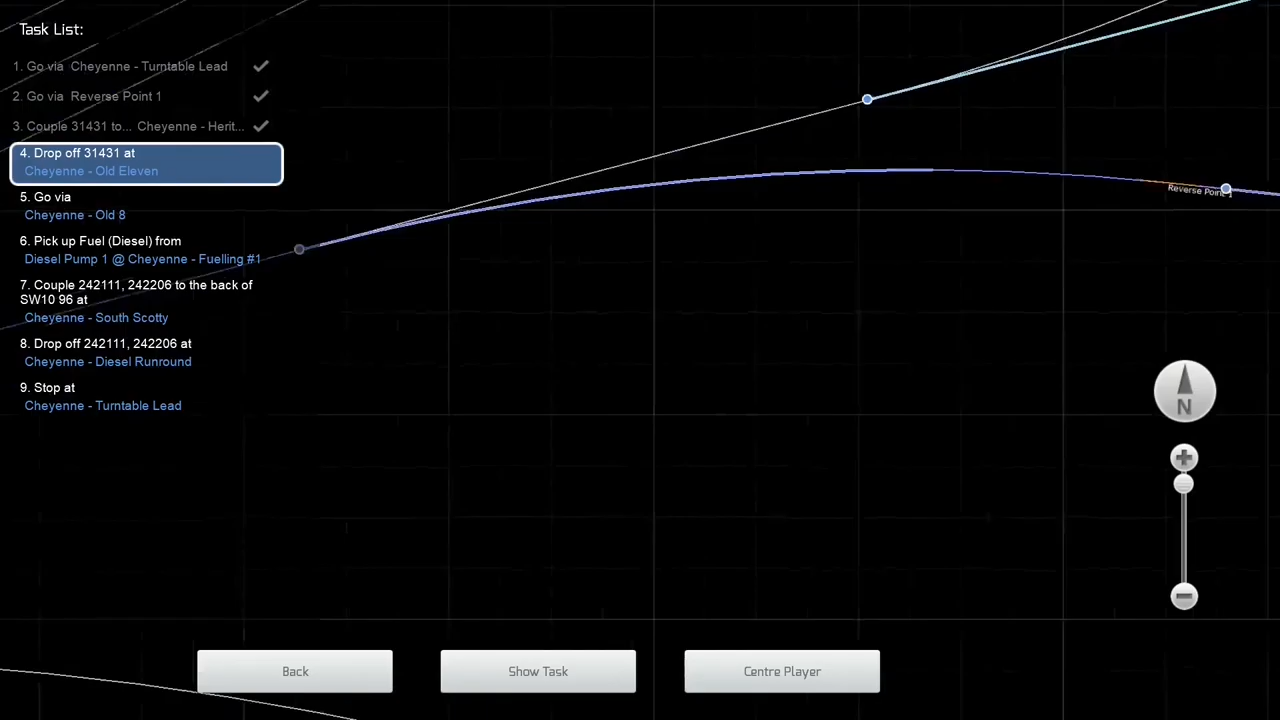 Task List:
1. Go via  Cheyenne - Turntable Lead
2. Go via  Reverse Point 1
3. Couple 31431 to...  Cheyenne - Herit...
4. Drop off 31431 at
Cheyenne - Old Eleven
5. Go via
Cheyenne - Old 8
6. Pick up Fuel (Diesel) from
Diesel Pump 1 @ Cheyenne - Fuelling #1
7. Couple 242111, 242206 to the back of
SW10 96 at
Cheyenne - South Scotty
8. Drop off 242111, 242206 at
Cheyenne - Diesel Runround
9. Stop at
Cheyenne - Turntable Lead
Reverse Point 1
N
Back
Show Task
Centre Player